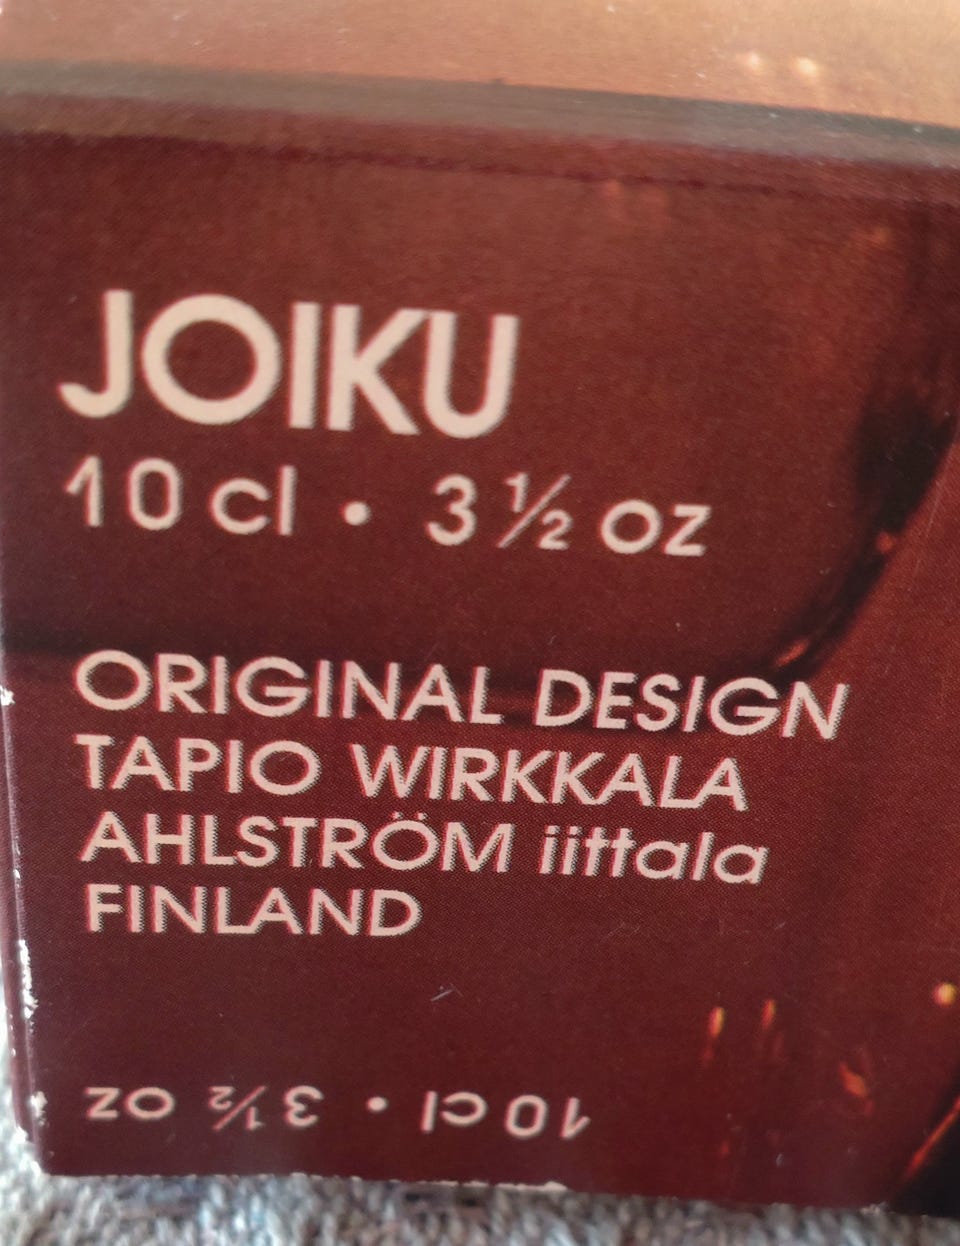 JOIKU
10 cl • 3 ½ oz
ORIGINAL DESIGN
TAPIO WIRKKALA
AHLSTRÖM iittala
FINLAND
10 cl • 3 ½ oz